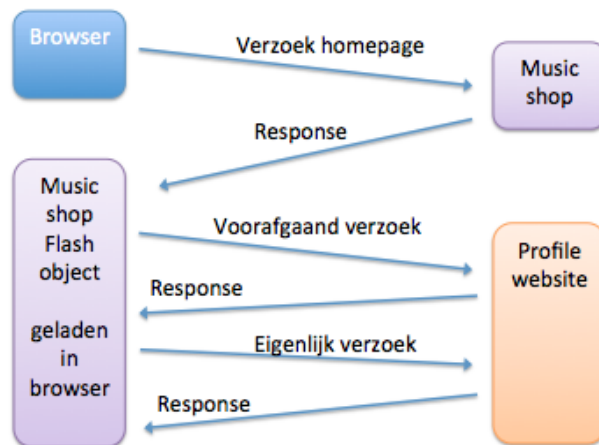 Browser
Verzoek homepage
Music
shop
Response
Music
shop
Flash
object
geladen
in
browser
Voorafgaand verzoek
Profile
website
Response
Eigenlijk verzoek
Response